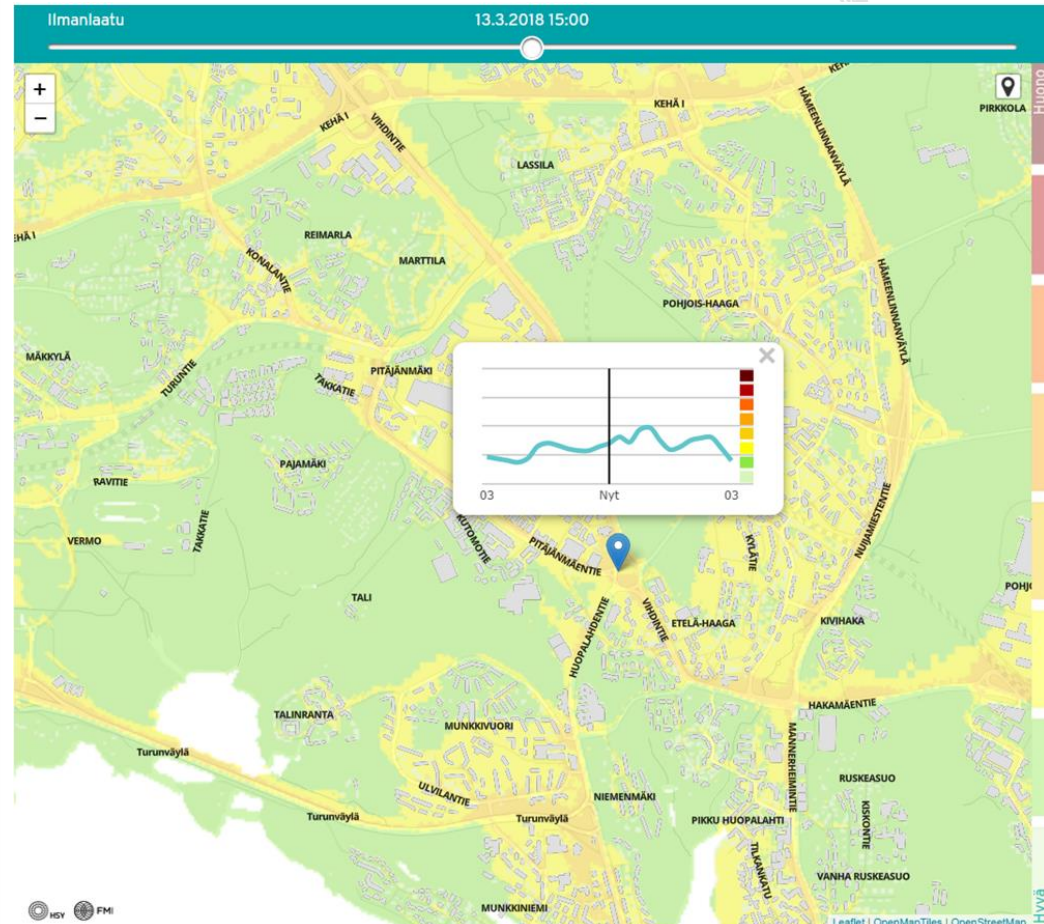 Ilmanlaatu
13.3.2018 15:00
+
−
Huono
PIRKKOLA
KEHÄ I
KEHÄ I
VIHDINTIE
HÄMEENLINNANVÄYLÄ
LASSILA
REIMARLA
MARTTILA
KONALANTIE
HÄMEENLINNANVÄYLÄ
POHJOIS-HAAGA
MÄKKYLÄ
TURUNTIE
TAKKATIE
PITÄJÄNMÄKI
03
Nyt
03
PAJAMÄKI
RAVITIE
VERMO
TAKKATIE
KUTOMOTIE
PITÄJÄNMÄENTIE
KYLÄTIE
NUIJAMIESTENTIE
TALI
HUOPALAHDENTIE
VIHDINTIE
ETELÄ-HAAGA
KIVIHAKA
HAKAMÄENTIE
TALINRANTA
MUNKKIVUORI
MANNERHEIMINTIE
Turunväylä
ULVILANTIE
NIEMENMÄKI
RUSKEASUO
KISKONTIE
Turunväylä
Turunväylä
PIKKU HUOPALAHTI
TILKANKATU
VANHA RUSKEASUO
MUNKKINIEMI
HSY
FMI
Hyvä
Leaflet | OpenMapTiles | OpenStreetMap